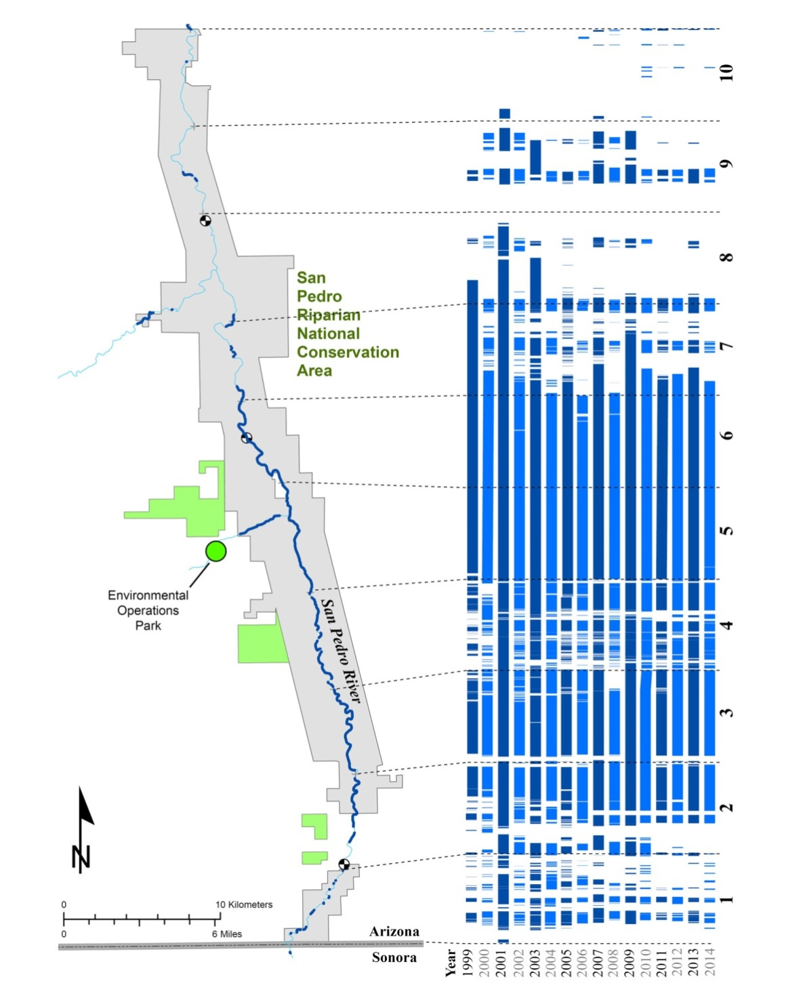 10
9
San
Pedro
Riparian
National
Conservation
Area
8
7
6
5
Environmental
Operations
Park
San Pedro River
4
3
2
1
N
0 10 Kilometers
0 6 Miles
Arizona
Sonora
Year 1999 2000 2001 2002 2003 2004 2005 2006 2007 2008 2009 2010 2011 2012 2013 2014